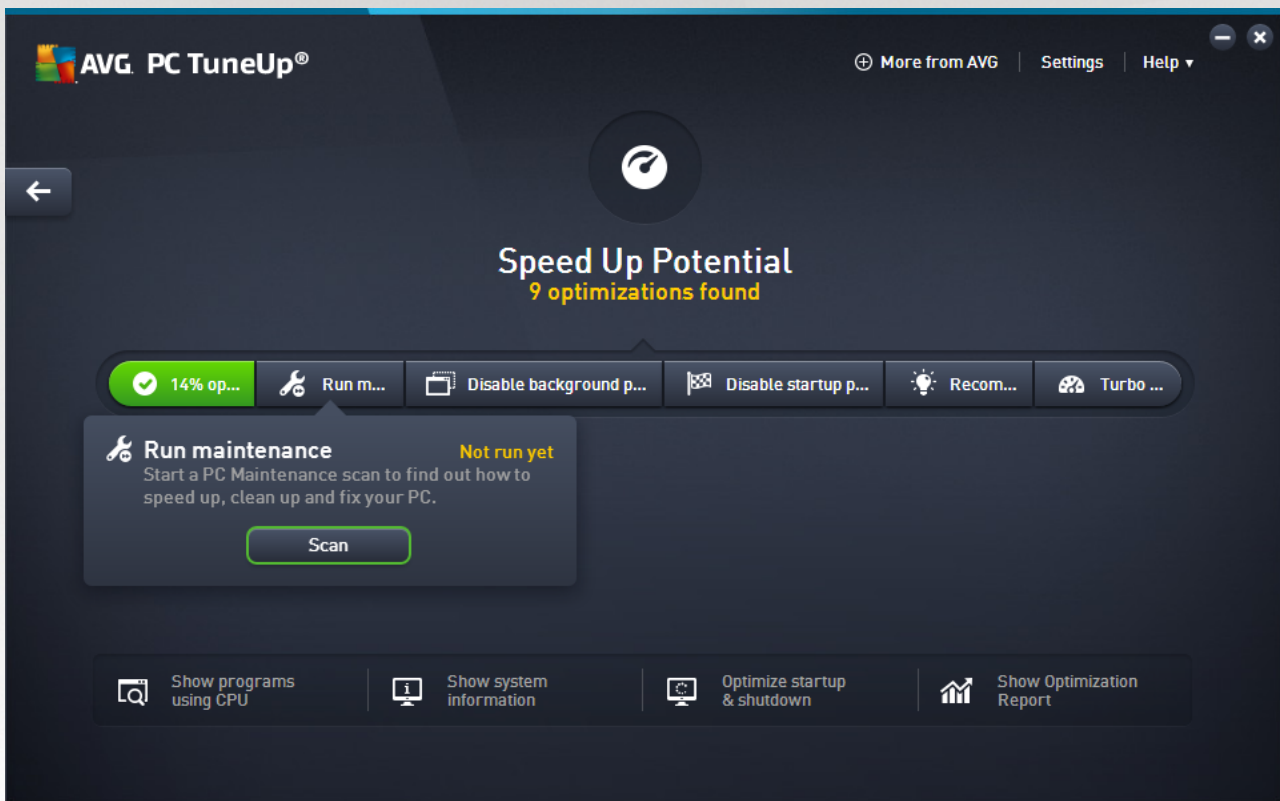 AVG PC TuneUp®
More from AVG
Settings
Help
Speed Up Potential
9 optimizations found
14% op...
Run m...
Disable background p...
Disable startup p...
Recom...
Turbo ...
Run maintenance
Not run yet
Start a PC Maintenance scan to find out how to
speed up, clean up and fix your PC.
Scan
Show programs
using CPU
Show system
information
Optimize startup
& shutdown
Show Optimization
Report